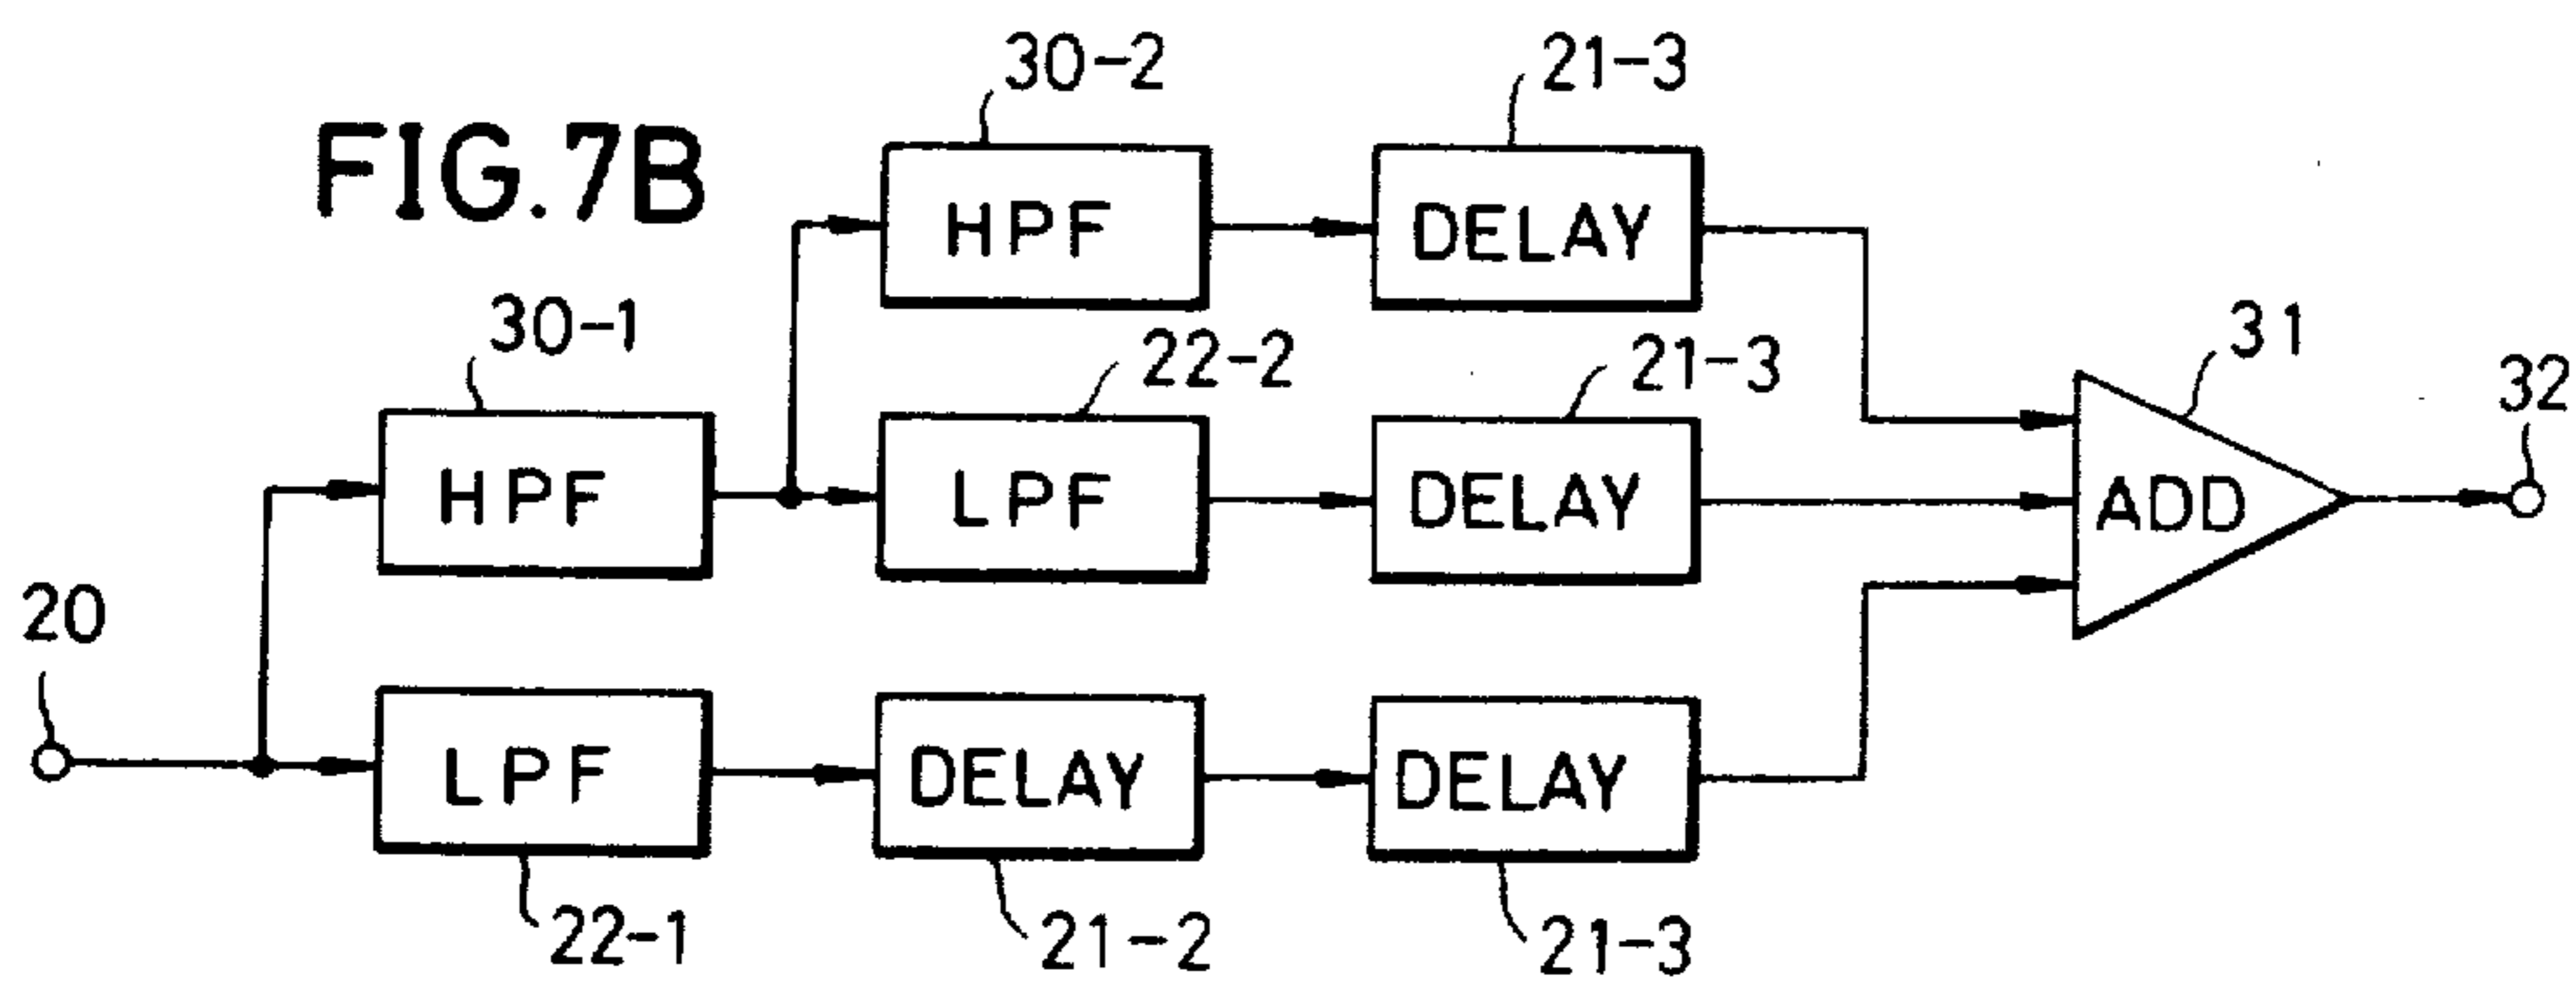 FIG.7B
30-2
21-3
HPF
DELAY
30-1
22-2
21-3
31
32
HPF
LPF
DELAY
ADD
20
LPF
DELAY
DELAY
22-1
21-2
21-3